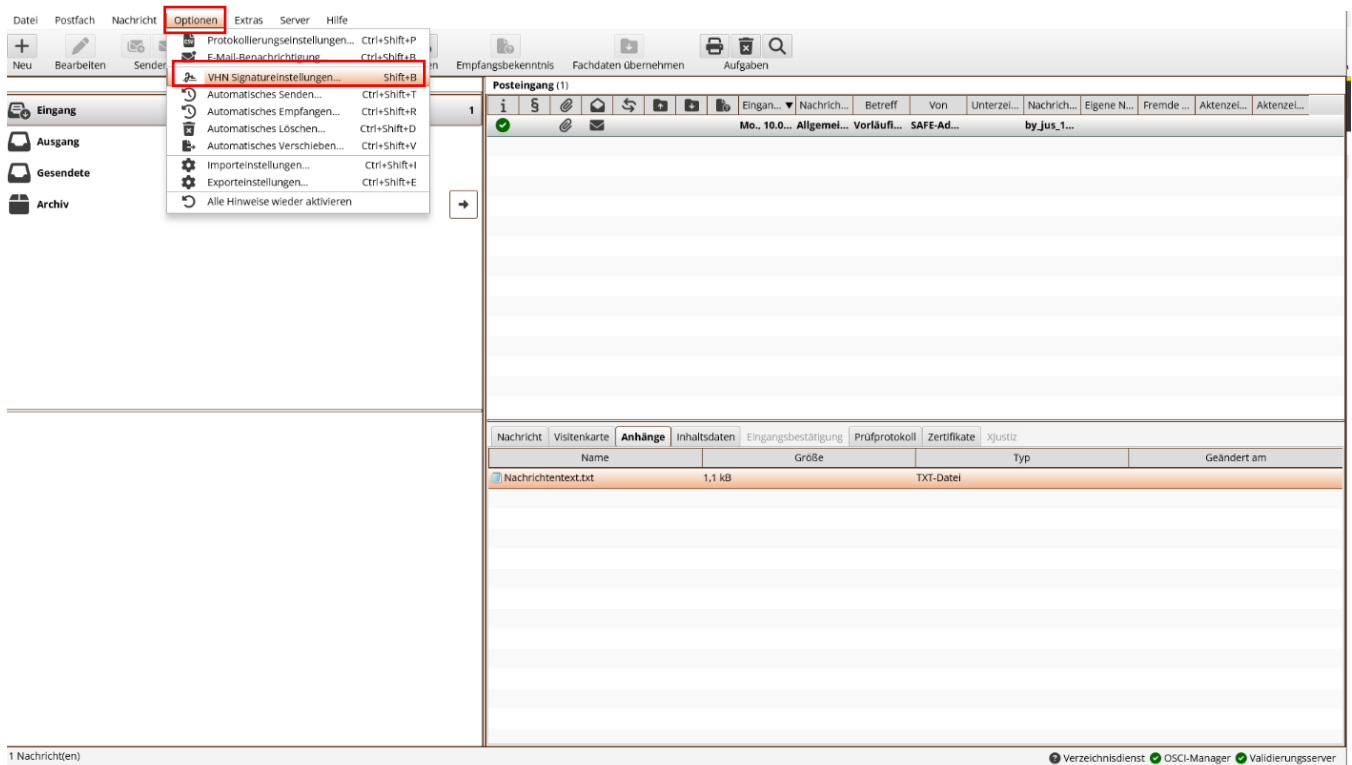 Datei Postfach Nachricht Optionen Extras Server Hilfe
Neu Bearbeiten Sender en Empfangsbekenntnis Fachdaten übernehmen Aufgaben
Protokollierungseinstellungen... Ctrl+Shift+P
E-Mail-Benachrichtigung... Ctrl+Shift+B
VHN Signatureinstellungen... Shift+B
Automatisches Senden... Ctrl+Shift+T
Automatisches Empfangen... Ctrl+Shift+R
Automatisches Löschen... Ctrl+Shift+D
Automatisches Verschieben... Ctrl+Shift+V
Importeinstellungen... Ctrl+Shift+I
Exporteinstellungen... Ctrl+Shift+E
Alle Hinweise wieder aktivieren
Eingang 1
Ausgang
Gesendete
Archiv
Posteingang (1)
i § Eingan... ▼ Nachrich... Betreff Von Unterzei... Nachrich... Eigene N... Fremde ... Aktenzei... Aktenzei...
Mo., 10.0... Allgemei... Vorläufi... SAFE-Ad... by_jus_1...
Nachricht Visitenkarte Anhänge Inhaltsdaten Eingangsbestätigung Prüfprotokoll Zertifikate XJustiz
Name Größe Typ Geändert am
Nachrichtentext.txt 1,1 kB TXT-Datei
1 Nachricht(en)
Verzeichnisdienst OSCI-Manager Validierungsserver